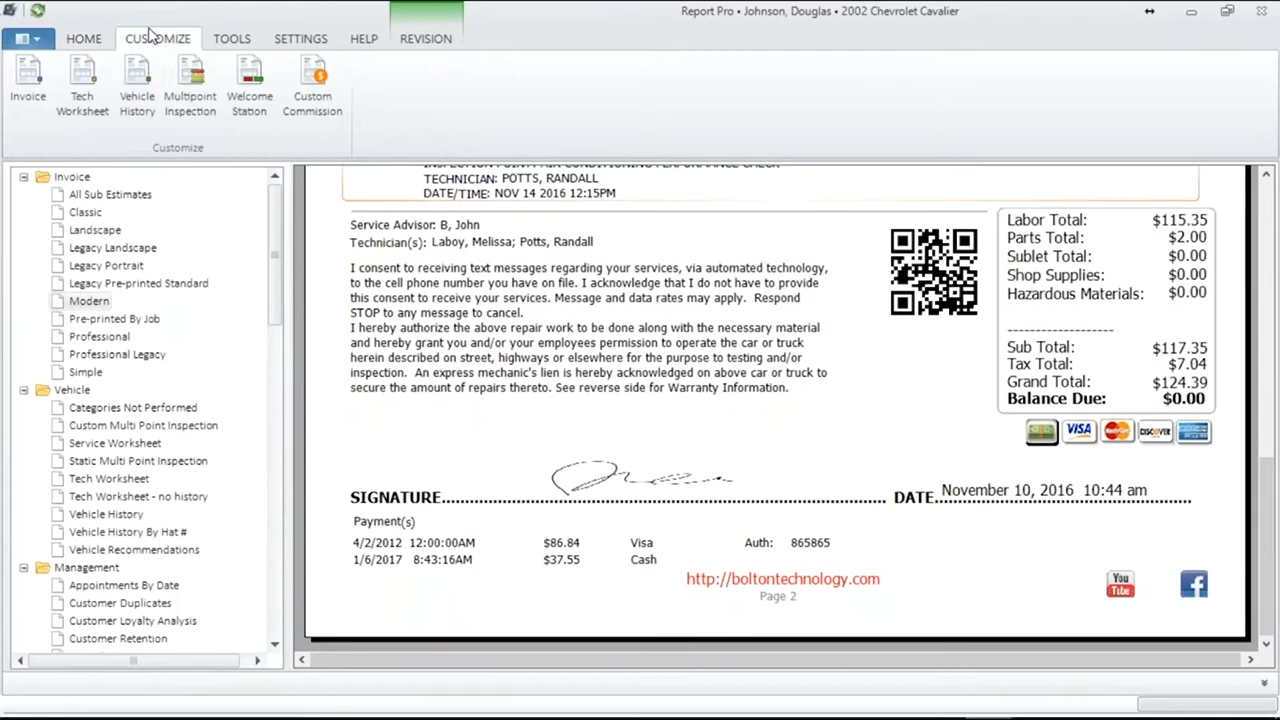 Report Pro • Johnson, Douglas • 2002 Chevrolet Cavalier
HOME
CUSTOMIZE
TOOLS
SETTINGS
HELP
REVISION
Invoice
Tech Worksheet
Vehicle History
Multipoint Inspection
Welcome Station
Custom Commission
Customize
Invoice
All Sub Estimates
Classic
Landscape
Legacy Landscape
Legacy Portrait
Legacy Pre-printed Standard
Modern
Pre-printed By Job
Professional
Professional Legacy
Simple
Vehicle
Categories Not Performed
Custom Multi Point Inspection
Service Worksheet
Static Multi Point Inspection
Tech Worksheet
Tech Worksheet - no history
Vehicle History
Vehicle History By Hat #
Vehicle Recommendations
Management
Appointments By Date
Customer Duplicates
Customer Loyalty Analysis
Customer Retention
INSPECTION POINT: AIR CONDITIONING PERFORMANCE CHECK
TECHNICIAN: POTTS, RANDALL
DATE/TIME: NOV 14 2016 12:15PM
Service Advisor: B, John
Technician(s): Laboy, Melissa; Potts, Randall
I consent to receiving text messages regarding your services, via automated technology,
to the cell phone number you have on file. I acknowledge that I do not have to provide
this consent to receive your services. Message and data rates may apply. Respond
STOP to any message to cancel.
I hereby authorize the above repair work to be done along with the necessary material
and hereby grant you and/or your employees permission to operate the car or truck
herein described on street, highways or elsewhere for the purpose to testing and/or
inspection. An express mechanic's lien is hereby acknowledged on above car or truck to
secure the amount of repairs thereto. See reverse side for Warranty Information.
Labor Total: $115.35
Parts Total: $2.00
Sublet Total: $0.00
Shop Supplies: $0.00
Hazardous Materials: $0.00
-------------------
Sub Total: $117.35
Tax Total: $7.04
Grand Total: $124.39
Balance Due: $0.00
VISA
MasterCard
DISCOVER
SIGNATURE
DATE November 10, 2016 10:44 am
Payment(s)
4/2/2012 12:00:00AM $86.84 Visa Auth: 865865
1/6/2017 8:43:16AM $37.55 Cash
http://boltontechnology.com
Page 2
You
Tube
f